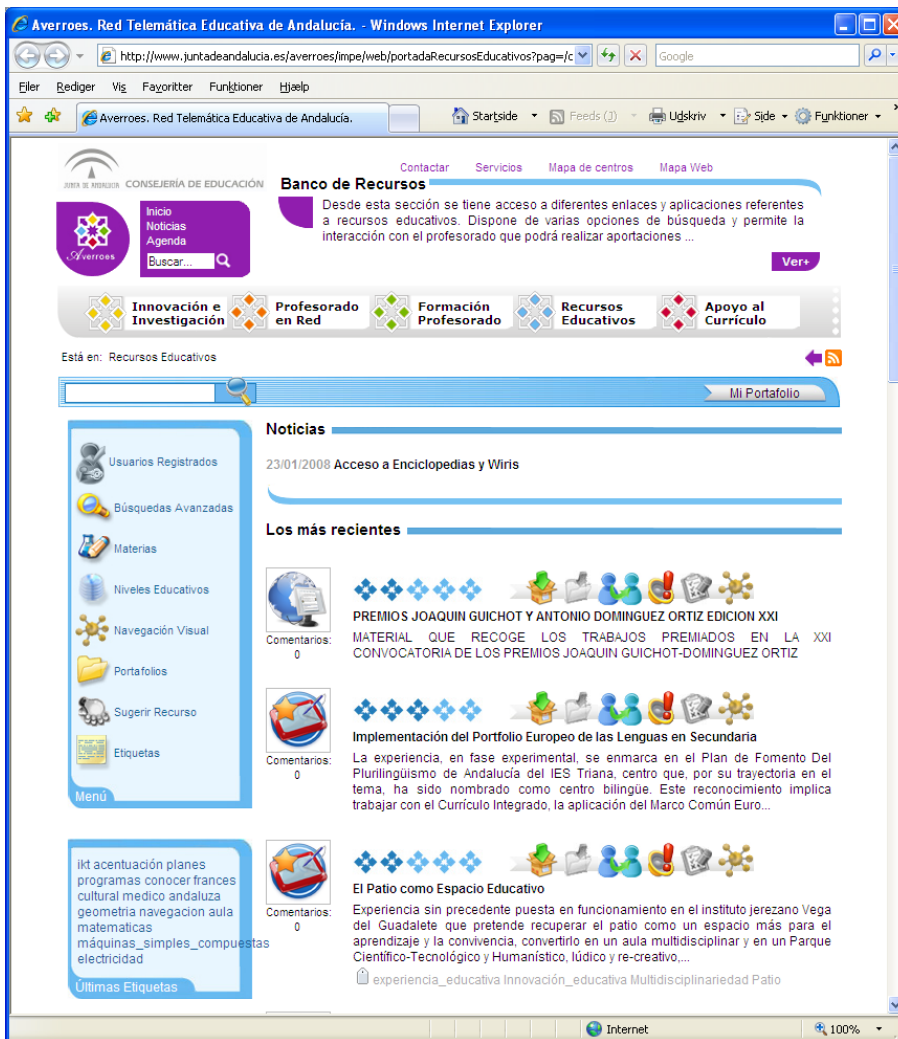 Averroes. Red Telemática Educativa de Andalucía. - Windows Internet Explorer
http://www.juntadeandalucia.es/averroes/impe/web/portadaRecursosEducativos?pag=/c
Google
Filer Rediger Vis Favoritter Funktioner Hjælp
Averroes. Red Telemática Educativa de Andalucía.
Startside Feeds (J) Udskriv Side Funktioner »
JUNTA DE ANDALUCIA CONSEJERÍA DE EDUCACIÓN
Contactar Servicios Mapa de centros Mapa Web
Banco de Recursos
Desde esta sección se tiene acceso a diferentes enlaces y aplicaciones referentes
a recursos educativos. Dispone de varias opciones de búsqueda y permite la
interacción con el profesorado que podrá realizar aportaciones ...
Ver+
Averroes
Inicio
Noticias
Agenda
Buscar...
Innovación e
Investigación
Profesorado
en Red
Formación
Profesorado
Recursos
Educativos
Apoyo al
Currículo
Está en: Recursos Educativos
Mi Portafolio
Usuarios Registrados
Búsquedas Avanzadas
Materias
Niveles Educativos
Navegación Visual
Portafolios
Sugerir Recurso
Etiquetas
Menú
ikt acentuación planes
programas conocer frances
cultural medico andaluza
geometria navegacion aula
matematicas
máquinas_simples_compuestas
electricidad
Últimas Etiquetas
Noticias
23/01/2008 Acceso a Enciclopedias y Wiris
Los más recientes
Comentarios:
0
PREMIOS JOAQUIN GUICHOT Y ANTONIO DOMINGUEZ ORTIZ EDICION XXI
MATERIAL QUE RECOGE LOS TRABAJOS PREMIADOS EN LA XXI
CONVOCATORIA DE LOS PREMIOS JOAQUIN GUICHOT-DOMINGUEZ ORTIZ
Comentarios:
0
Implementación del Portfolio Europeo de las Lenguas en Secundaria
La experiencia, en fase experimental, se enmarca en el Plan de Fomento Del
Plurilingüismo de Andalucía del IES Triana, centro que, por su trayectoria en el
tema, ha sido nombrado como centro bilingüe. Este reconocimiento implica
trabajar con el Currículo Integrado, la aplicación del Marco Común Euro...
Comentarios:
0
El Patio como Espacio Educativo
Experiencia sin precedente puesta en funcionamiento en el instituto jerezano Vega
del Guadalete que pretende recuperar el patio como un espacio más para el
aprendizaje y la convivencia, convertirlo en un aula multidisciplinar y en un Parque
Científico-Tecnológico y Humanístico, lúdico y re-creativo,...
experiencia_educativa Innovación_educativa Multidisciplinariedad Patio
Internet 100%